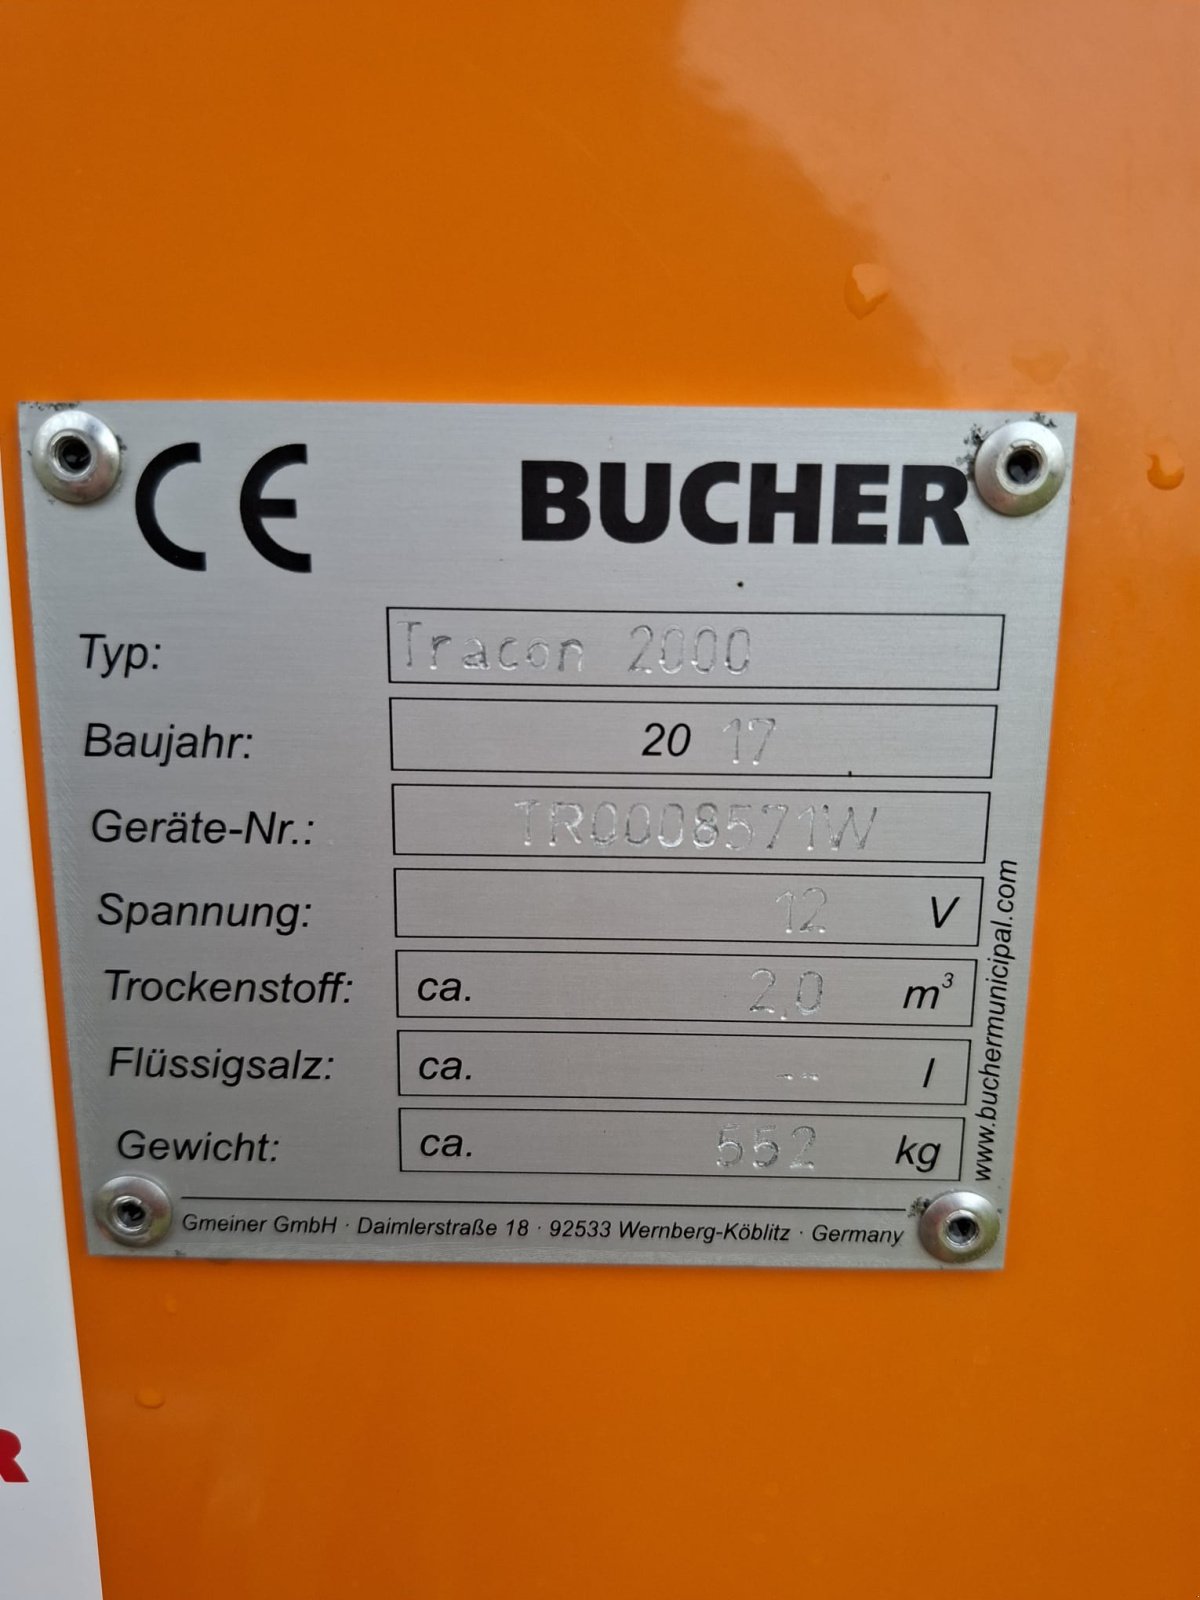 CE BUCHER
Typ: Tracon 2000
Baujahr: 20 17
Geräte-Nr.: TR0008571W
Spannung: 12 V
Trockenstoff: ca. 2,0 m³
Flüssigsalz: ca. -- l
Gewicht: ca. 552 kg
www.buchermunicipal.com
Gmeiner GmbH · Daimlerstraße 18 · 92533 Wernberg-Köblitz · Germany
R